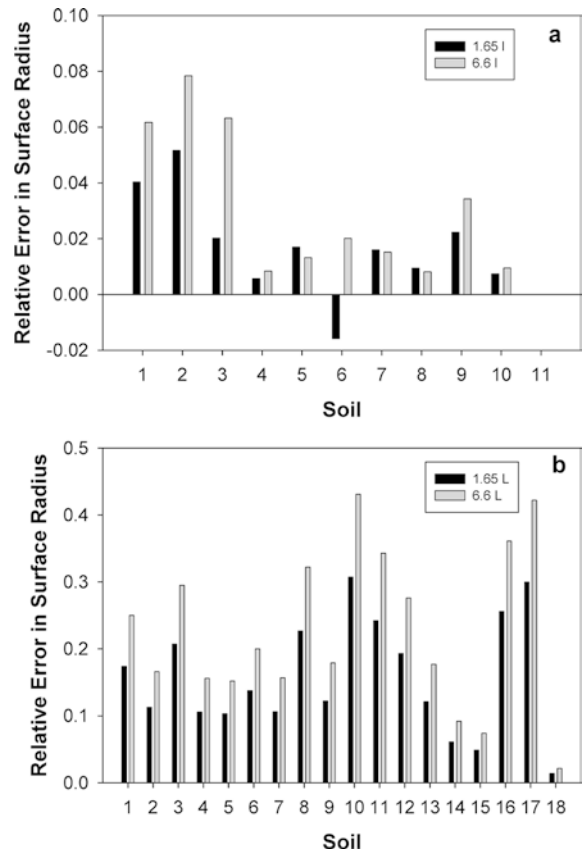 a
1.65 l
6.6 l
Relative Error in Surface Radius
0.10
0.08
0.06
0.04
0.02
0.00
-0.02
1 2 3 4 5 6 7 8 9 10 11
Soil
b
1.65 L
6.6 L
Relative Error in Surface Radius
0.5
0.4
0.3
0.2
0.1
0.0
1 2 3 4 5 6 7 8 9 10 11 12 13 14 15 16 17 18
Soil